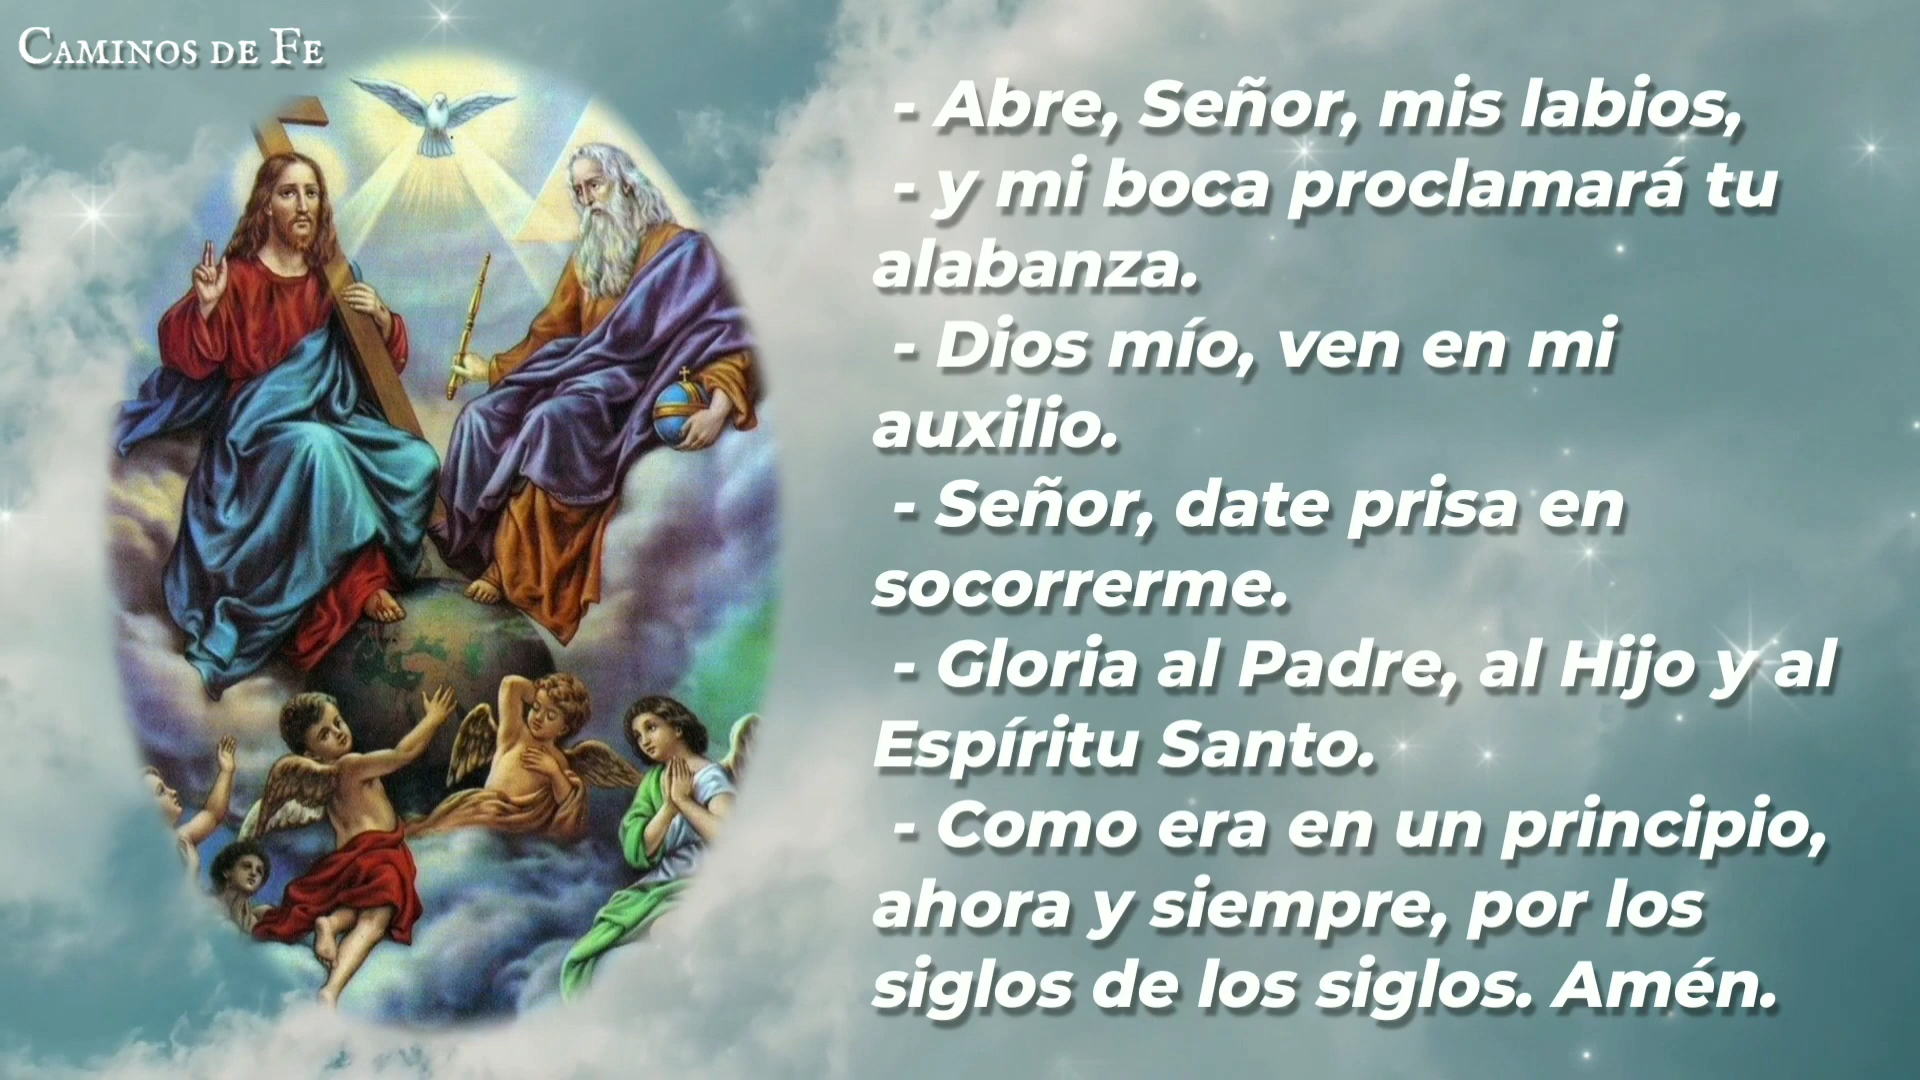 Caminos de Fe
- Abre, Señor, mis labios,
- y mi boca proclamará tu
alabanza.
- Dios mío, ven en mi
auxilio.
- Señor, date prisa en
socorrerme.
- Gloria al Padre, al Hijo y al
Espíritu Santo.
- Como era en un principio,
ahora y siempre, por los
siglos de los siglos. Amén.